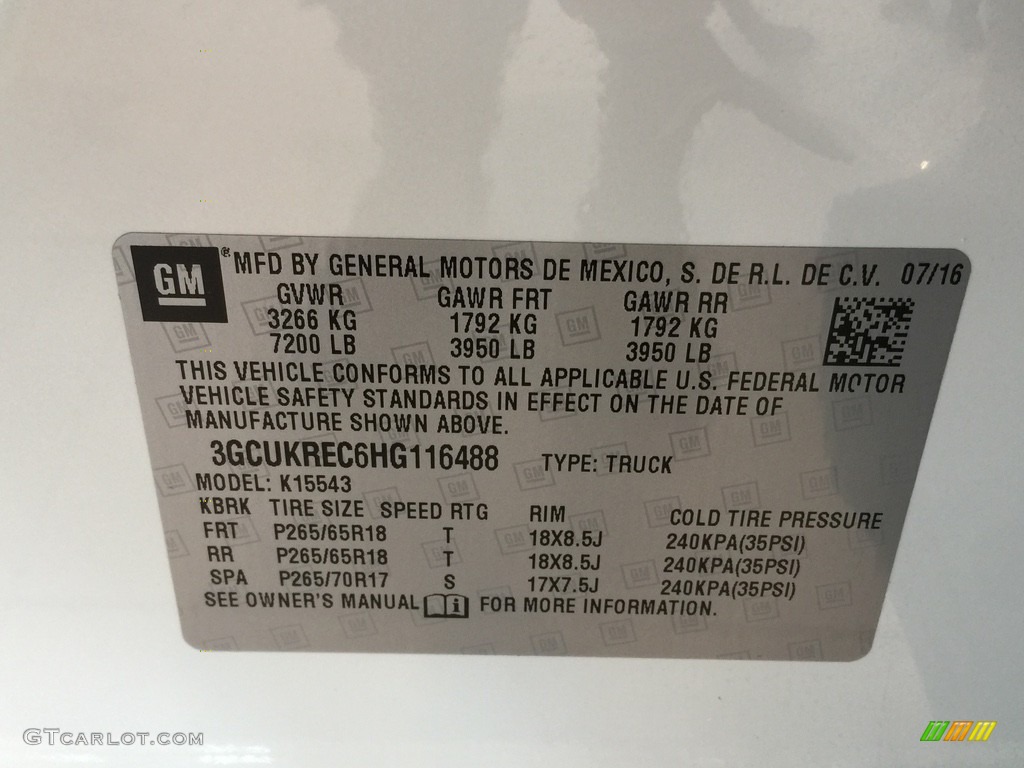 GM ® MFD BY GENERAL MOTORS DE MEXICO, S. DE R.L. DE C.V. 07/16
GVWR GAWR FRT GAWR RR
3266 KG 1792 KG 1792 KG
7200 LB 3950 LB 3950 LB
THIS VEHICLE CONFORMS TO ALL APPLICABLE U.S. FEDERAL MOTOR
VEHICLE SAFETY STANDARDS IN EFFECT ON THE DATE OF
MANUFACTURE SHOWN ABOVE.
3GCUKREC6HG116488 TYPE: TRUCK
MODEL: K15543
KBRK TIRE SIZE SPEED RTG RIM COLD TIRE PRESSURE
FRT P265/65R18 T 18X8.5J 240KPA(35PSI)
RR P265/65R18 T 18X8.5J 240KPA(35PSI)
SPA P265/70R17 S 17X7.5J 240KPA(35PSI)
SEE OWNER'S MANUAL FOR MORE INFORMATION.
GTCARLOT.COM